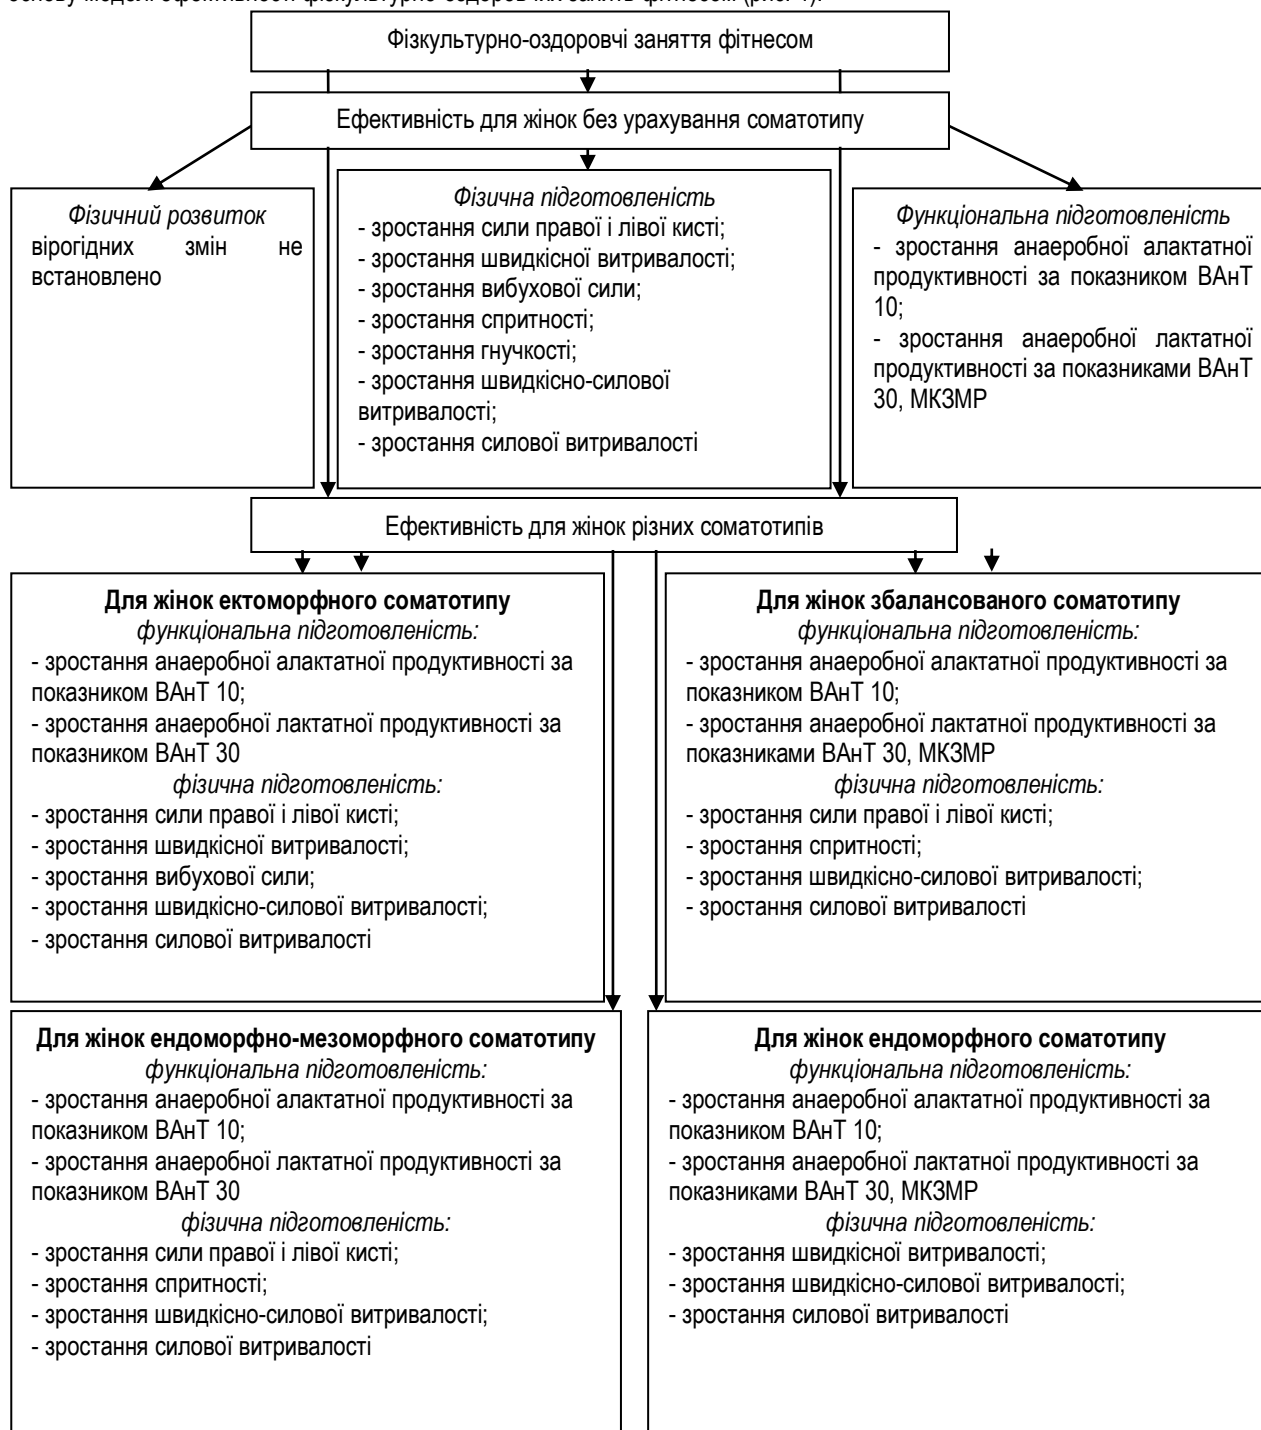 основу моделі ефективності фізкультурно-оздоровчих занять фітнесом (рис. 1).
Фізкультурно-оздоровчі заняття фітнесом
Ефективність для жінок без урахування соматотипу
Фізичний розвиток
вірогідних змін не
встановлено
Фізична підготовленість
- зростання сили правої і лівої кисті;
- зростання швидкісної витривалості;
- зростання вибухової сили;
- зростання спритності;
- зростання гнучкості;
- зростання швидкісно-силової
витривалості;
- зростання силової витривалості
Функціональна підготовленість
- зростання анаеробної алактатної
продуктивності за показником ВАнТ
10;
- зростання анаеробної лактатної
продуктивності за показниками ВАнТ
30, МКЗМР
Ефективність для жінок різних соматотипів
Для жінок ектоморфного соматотипу
функціональна підготовленість:
- зростання анаеробної алактатної продуктивності за
показником ВАнТ 10;
- зростання анаеробної лактатної продуктивності за
показником ВАнТ 30
фізична підготовленість:
- зростання сили правої і лівої кисті;
- зростання швидкісної витривалості;
- зростання вибухової сили;
- зростання швидкісно-силової витривалості;
- зростання силової витривалості
Для жінок збалансованого соматотипу
функціональна підготовленість:
- зростання анаеробної алактатної продуктивності за
показником ВАнТ 10;
- зростання анаеробної лактатної продуктивності за
показниками ВАнТ 30, МКЗМР
фізична підготовленість:
- зростання сили правої і лівої кисті;
- зростання спритності;
- зростання швидкісно-силової витривалості;
- зростання силової витривалості
Для жінок ендоморфно-мезоморфного соматотипу
функціональна підготовленість:
- зростання анаеробної алактатної продуктивності за
показником ВАнТ 10;
- зростання анаеробної лактатної продуктивності за
показником ВАнТ 30
фізична підготовленість:
- зростання сили правої і лівої кисті;
- зростання спритності;
- зростання швидкісно-силової витривалості;
- зростання силової витривалості
Для жінок ендоморфного соматотипу
функціональна підготовленість:
- зростання анаеробної алактатної продуктивності за
показником ВАнТ 10;
- зростання анаеробної лактатної продуктивності за
показниками ВАнТ 30, МКЗМР
фізична підготовленість:
- зростання швидкісної витривалості;
- зростання швидкісно-силової витривалості;
- зростання силової витривалості